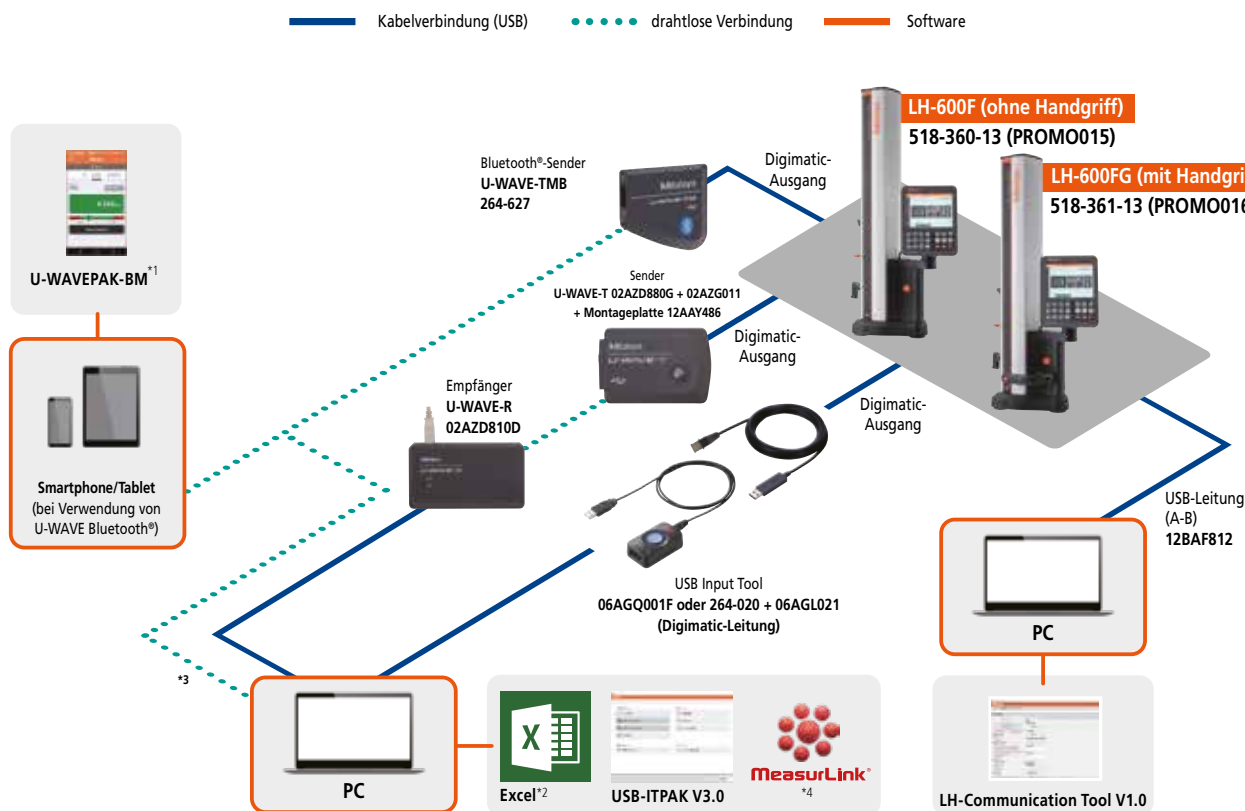 Kabelverbindung (USB)
drahtlose Verbindung
Software
LH-600F (ohne Handgriff)
518-360-13 (PROMO015)
LH-600FG (mit Handgri
518-361-13 (PROMO016
Bluetooth®-Sender
U-WAVE-TMB
264-627
Digimatic-
Ausgang
Mitutoyo
U-WAVEPAK-BM*1
Sender
U-WAVE-T 02AZD880G + 02AZG011
+ Montageplatte 12AAY486
Digimatic-
Ausgang
Mitutoyo
Empfänger
U-WAVE-R
02AZD810D
Digimatic-
Ausgang
Smartphone/Tablet
(bei Verwendung von
U-WAVE Bluetooth®)
USB-Leitung
(A-B)
12BAF812
USB Input Tool
06AGQ001F oder 264-020 + 06AGL021
(Digimatic-Leitung)
PC
*3
PC
X
MeasurLink®
Excel*2
USB-ITPAK V3.0
*4
LH-Communication Tool V1.0